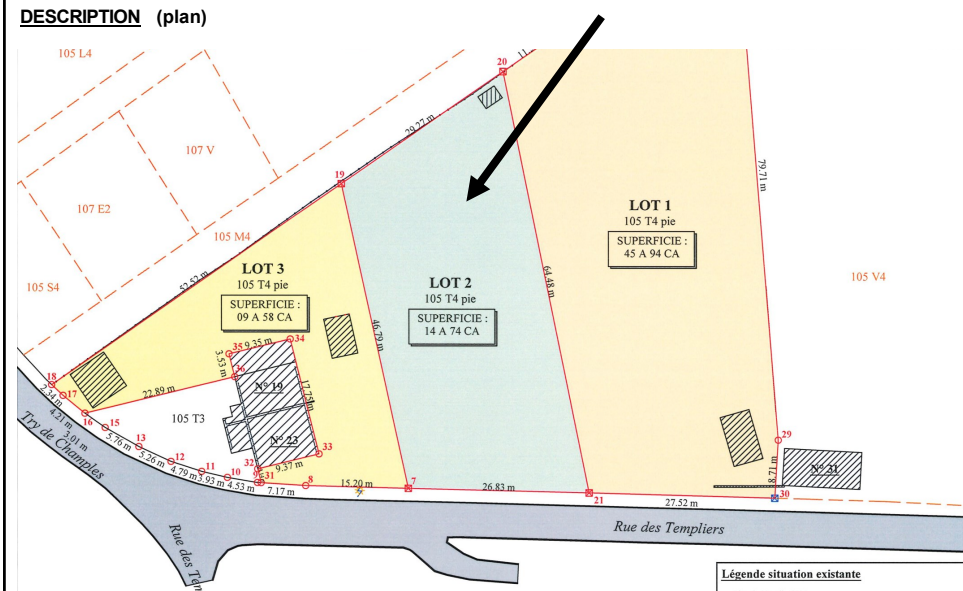 DESCRIPTION (plan)
105 L4
20
11
107 V
29.27 m
19
79.71 m
107 E2
LOT 1
105 T4 pie
SUPERFICIE :
45 A 94 CA
105 M4
LOT 3
105 T4 pie
SUPERFICIE :
09 A 58 CA
LOT 2
105 T4 pie
SUPERFICIE :
14 A 74 CA
64.48 m
105 V4
105 S4
52.52 m
46.79 m
35
9.35 m
34
3.53 m
36
18
17
2.34 m
22.89 m
N° 19
17.75 m
16
4.21 m
15
105 T3
3.01 m
Try de Champles
5.76 m
13
N° 23
5.26 m
12
33
29
4.79 m
11
32
9.37 m
8.71 m
N° 31
3.93 m
10
9
31
4.53 m
8
7.17 m
15.20 m
7
26.83 m
21
27.52 m
30
Rue des Templiers
Rue des Ten
Légende situation existante